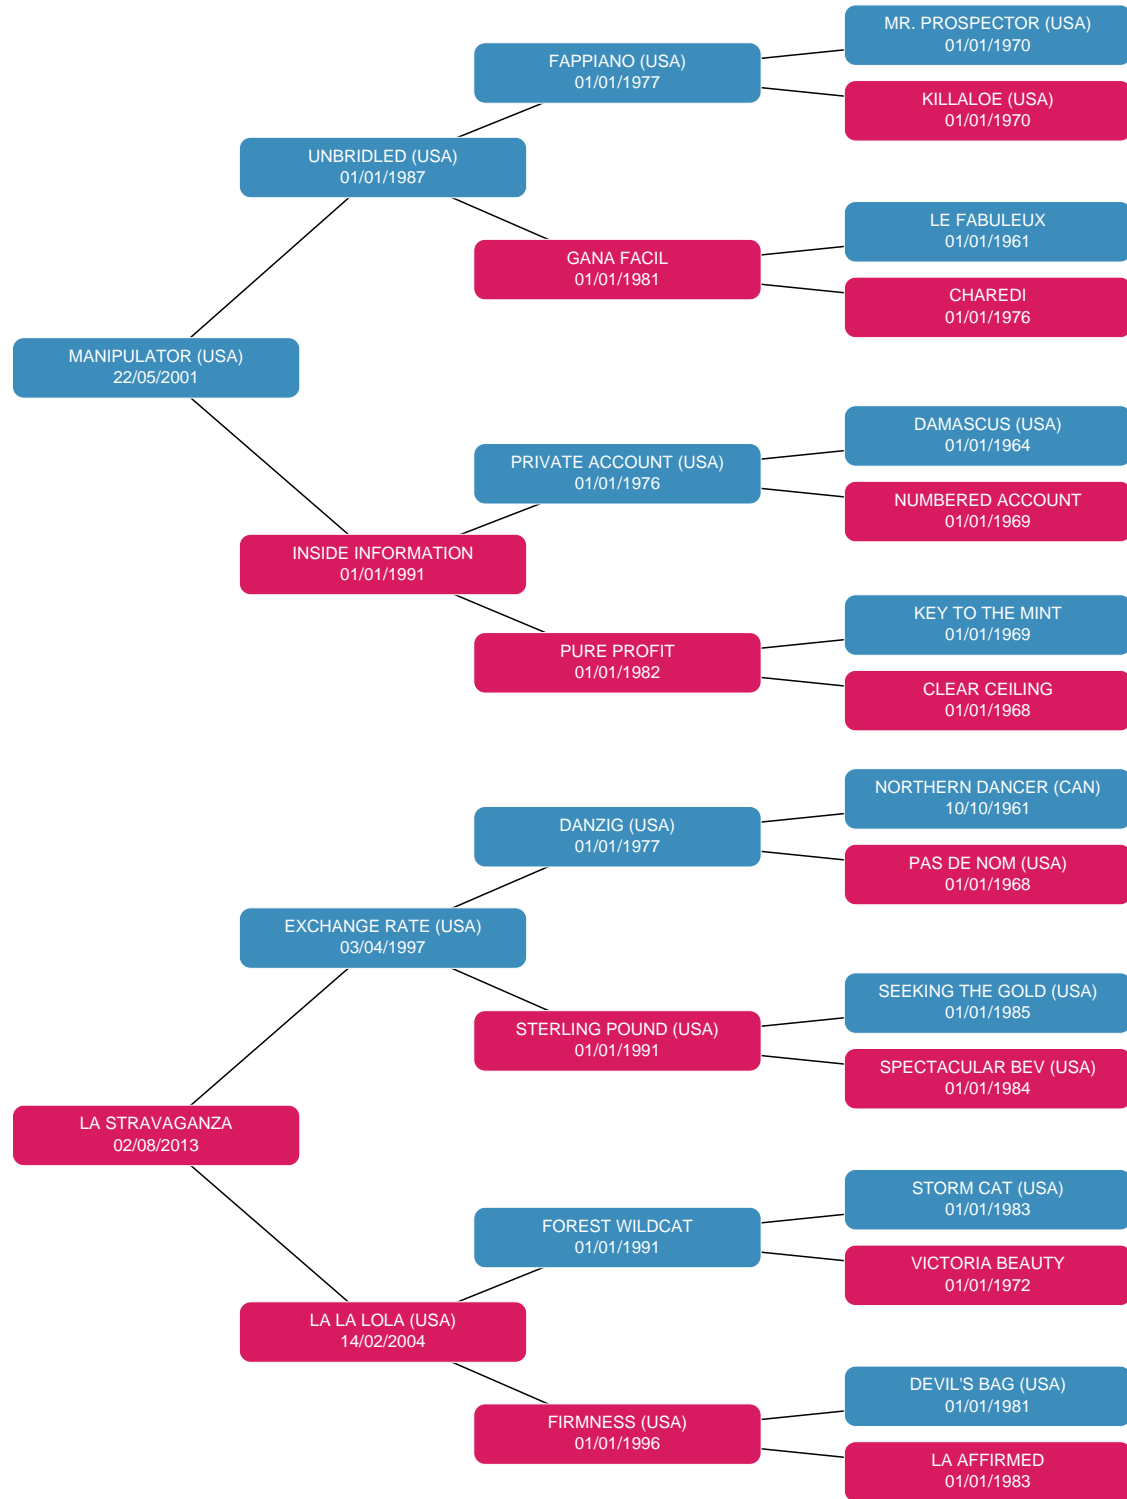 MR. PROSPECTOR (USA)
01/01/1970
FAPPIANO (USA)
01/01/1977
KILLALOE (USA)
01/01/1970
UNBRIDLED (USA)
01/01/1987
LE FABULEUX
01/01/1961
GANA FACIL
01/01/1981
CHAREDI
01/01/1976
MANIPULATOR (USA)
22/05/2001
DAMASCUS (USA)
01/01/1964
PRIVATE ACCOUNT (USA)
01/01/1976
NUMBERED ACCOUNT
01/01/1969
INSIDE INFORMATION
01/01/1991
KEY TO THE MINT
01/01/1969
PURE PROFIT
01/01/1982
CLEAR CEILING
01/01/1968
NORTHERN DANCER (CAN)
10/10/1961
DANZIG (USA)
01/01/1977
PAS DE NOM (USA)
01/01/1968
EXCHANGE RATE (USA)
03/04/1997
SEEKING THE GOLD (USA)
01/01/1985
STERLING POUND (USA)
01/01/1991
SPECTACULAR BEV (USA)
01/01/1984
LA STRAVAGANZA
02/08/2013
STORM CAT (USA)
01/01/1983
FOREST WILDCAT
01/01/1991
VICTORIA BEAUTY
01/01/1972
LA LA LOLA (USA)
14/02/2004
DEVIL'S BAG (USA)
01/01/1981
FIRMNESS (USA)
01/01/1996
LA AFFIRMED
01/01/1983